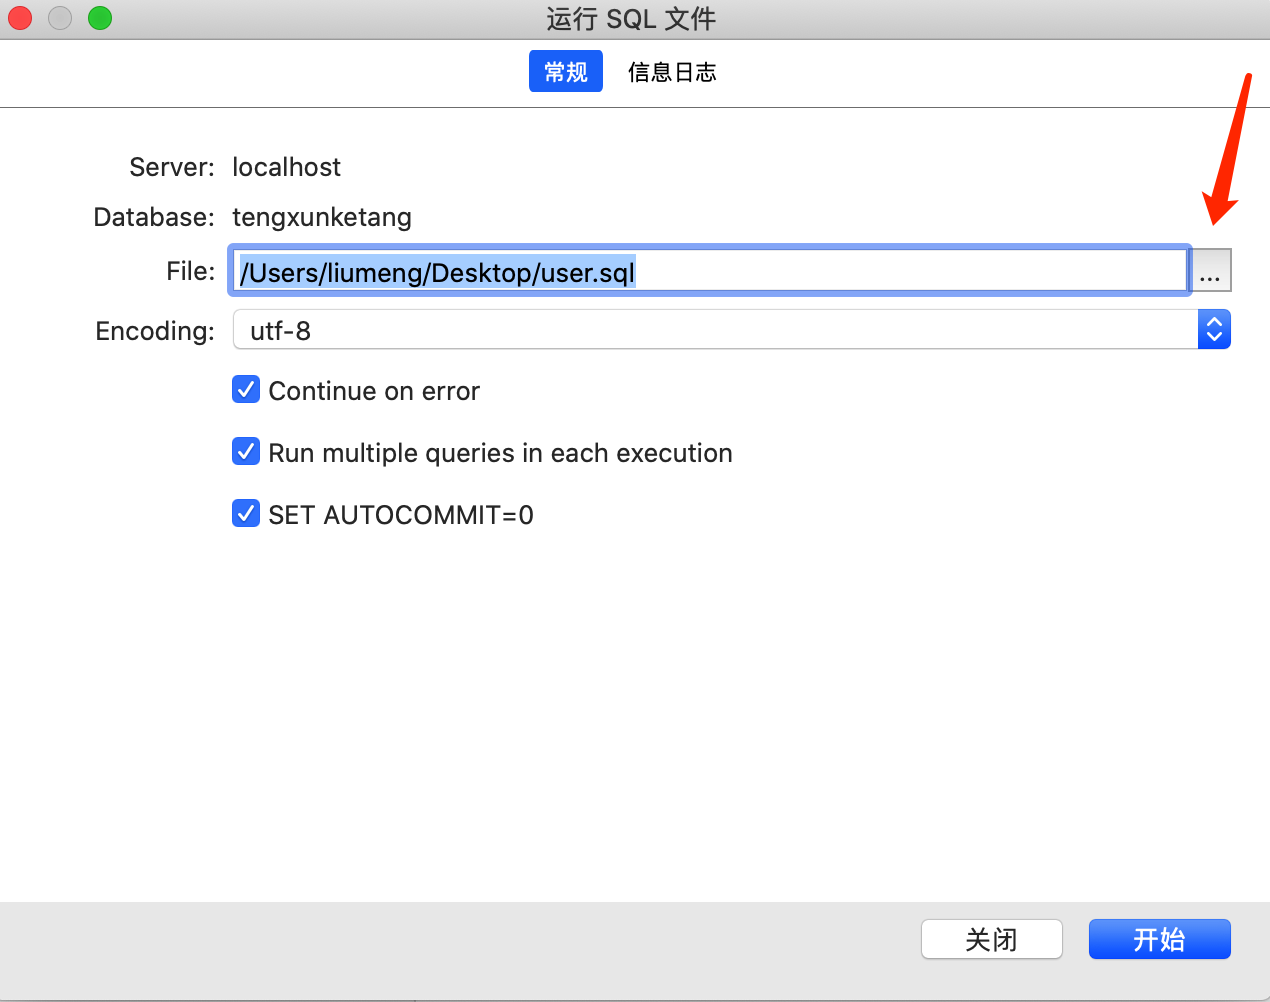 运行 SQL 文件
常规 信息日志
Server: localhost
Database: tengxunketang
File: /Users/liumeng/Desktop/user.sql ...
Encoding: utf-8
Continue on error
Run multiple queries in each execution
SET AUTOCOMMIT=0
关闭 开始